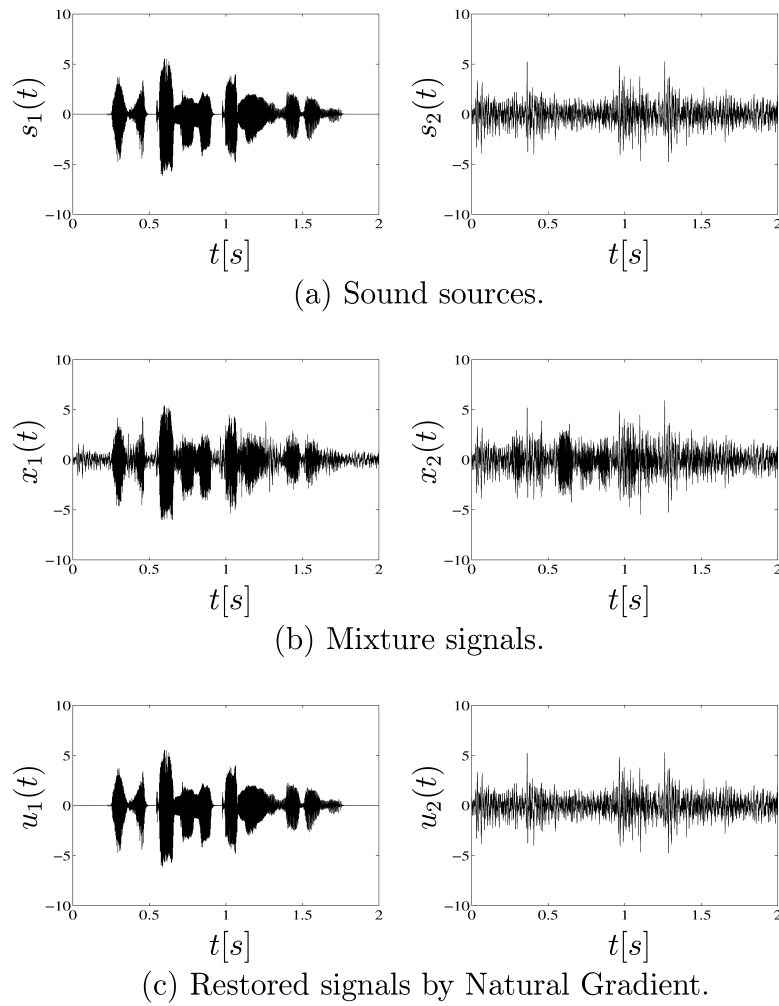 10
5
0
−5
−10
s₁(t)
0 0.5 1 1.5 2
t[s]
10
5
0
−5
−10
s₂(t)
0 0.5 1 1.5 2
t[s]
(a) Sound sources.
10
5
0
−5
−10
x₁(t)
0 0.5 1 1.5 2
t[s]
10
5
0
−5
−10
x₂(t)
0 0.5 1 1.5 2
t[s]
(b) Mixture signals.
10
5
0
−5
−10
u₁(t)
0 0.5 1 1.5 2
t[s]
10
5
0
−5
−10
u₂(t)
0 0.5 1 1.5 2
t[s]
(c) Restored signals by Natural Gradient.